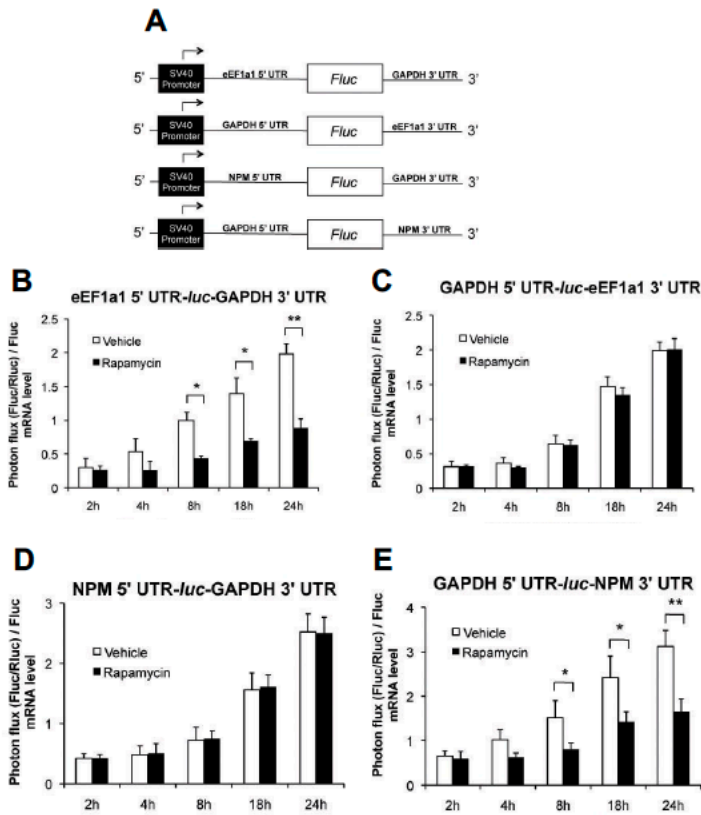 A
5' SV40 Promoter eEF1a1 5' UTR Fluc GAPDH 3' UTR 3'
5' SV40 Promoter GAPDH 5' UTR Fluc eEF1a1 3' UTR 3'
5' SV40 Promoter NPM 5' UTR Fluc GAPDH 3' UTR 3'
5' SV40 Promoter GAPDH 5' UTR Fluc NPM 3' UTR 3'
B
eEF1a1 5' UTR-luc-GAPDH 3' UTR
Photon flux (Fluc/Rluc) / Fluc
mRNA level
2.5
2
1.5
1
0.5
0
Vehicle
Rapamycin
*
*
**
2h 4h 8h 18h 24h
C
GAPDH 5' UTR-luc-eEF1a1 3' UTR
Photon flux (Fluc/Rluc) / Fluc
mRNA level
2.5
2
1.5
1
0.5
0
Vehicle
Rapamycin
2h 4h 8h 18h 24h
D
NPM 5' UTR-luc-GAPDH 3' UTR
Photon flux (Fluc/Rluc) / Fluc
mRNA level
3
2
1
0
Vehicle
Rapamycin
2h 4h 8h 18h 24h
E
GAPDH 5' UTR-luc-NPM 3' UTR
Photon flux (Fluc/Rluc) / Fluc
mRNA level
4
3
2
1
0
Vehicle
Rapamycin
*
*
**
2h 4h 8h 18h 24h